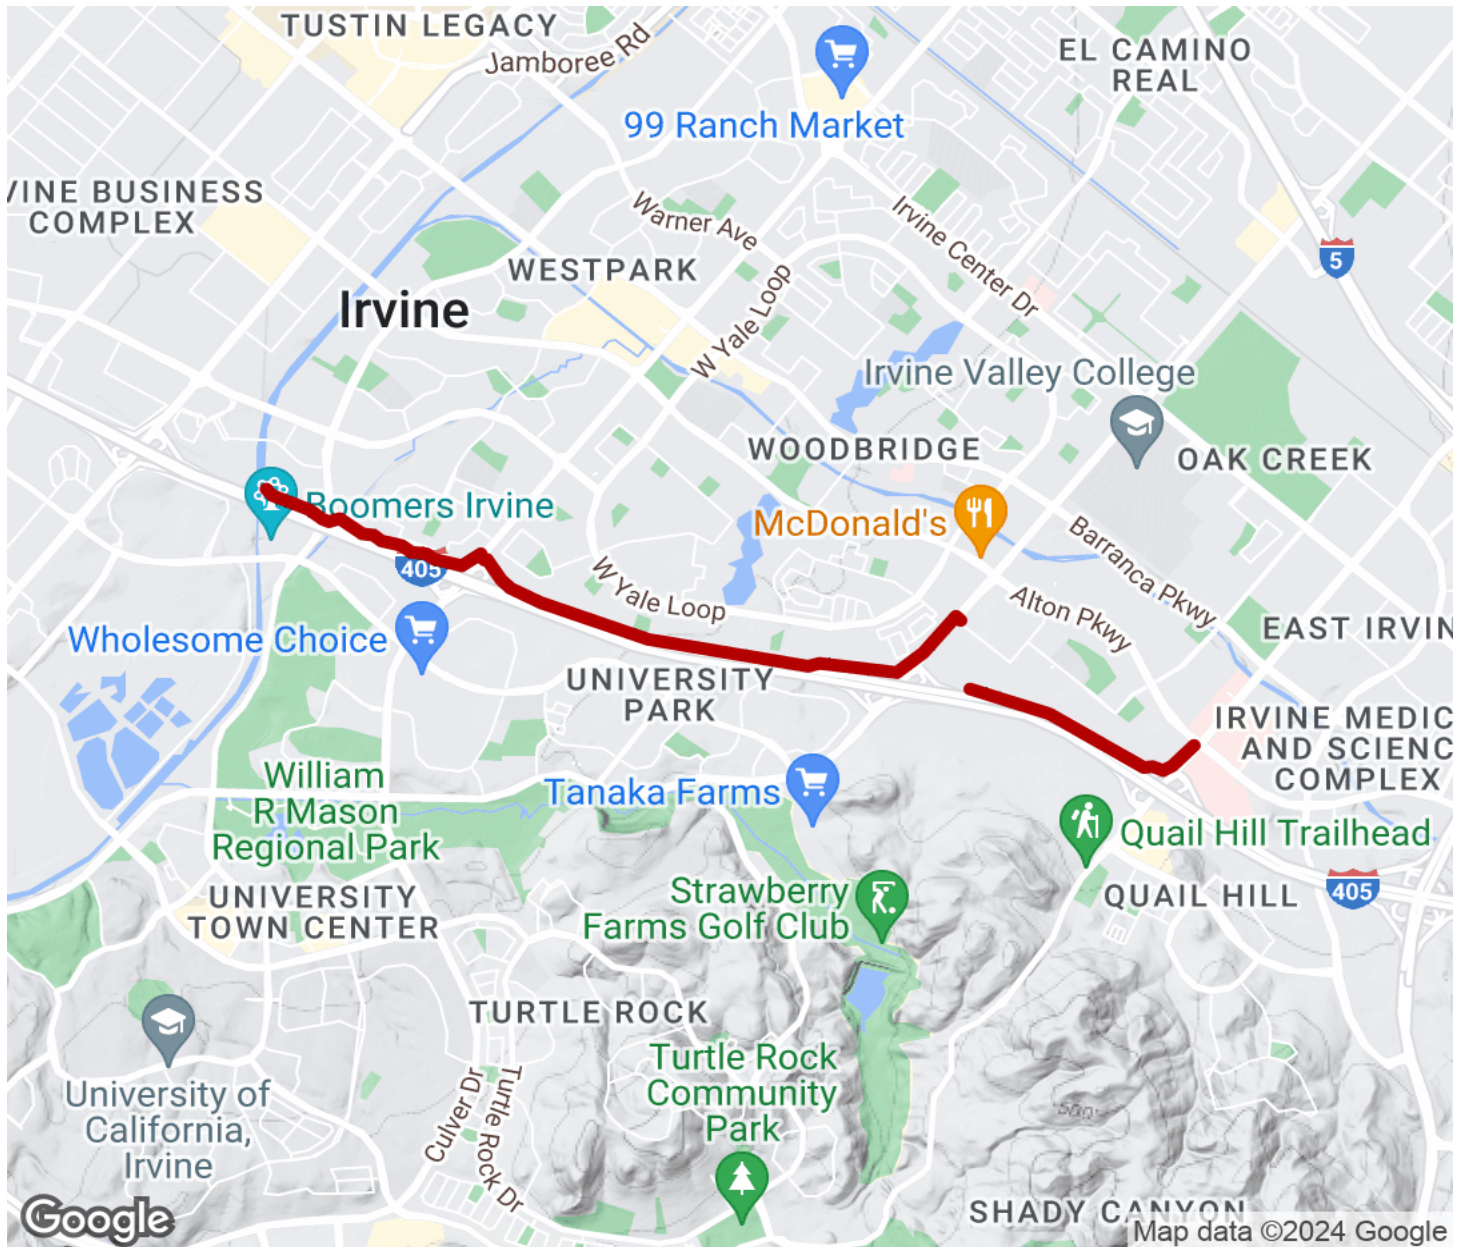 TUSTIN LEGACY
Jamboree Rd
EL CAMINO
REAL
99 Ranch Market
VINE BUSINESS
COMPLEX
Warner Ave
Irvine Center Dr
5
WESTPARK
Irvine
W Yale Loop
Irvine Valley College
WOODBRIDGE
OAK CREEK
Boomers Irvine
McDonald's
Barranca Pkwy
405
W Yale Loop
Alton Pkwy
Wholesome Choice
EAST IRVIN
UNIVERSITY
PARK
IRVINE MEDIC
AND SCIENC
COMPLEX
William
R Mason
Regional Park
Tanaka Farms
Quail Hill Trailhead
UNIVERSITY
TOWN CENTER
Strawberry
Farms Golf Club
QUAIL HILL
405
TURTLE ROCK
Turtle Rock
Community
Park
University of
California,
Irvine
Culver Dr
Turtle Rock Dr
SHADY CANYON
Google
Map data ©2024 Google